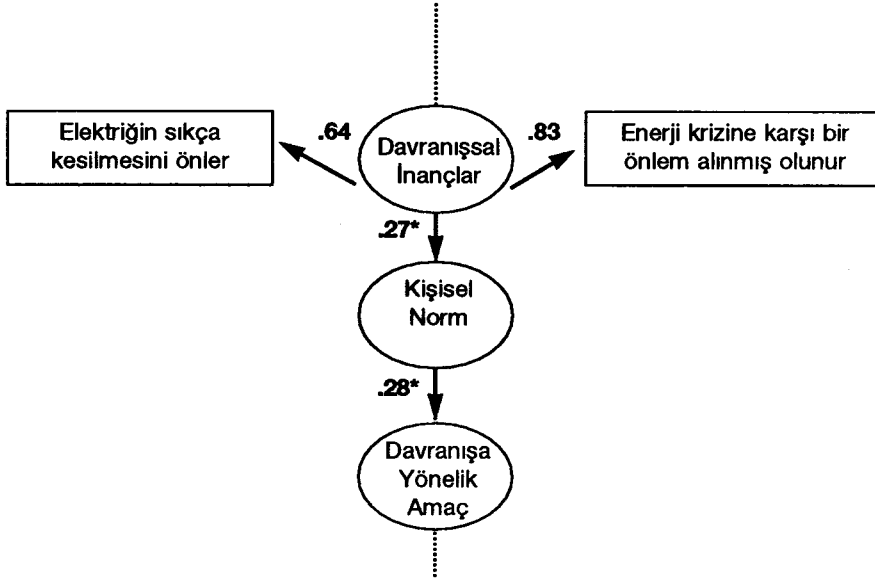 Elektriğin sıkça
kesilmesini önler
.64
Davranışsal
İnançlar
.83
Enerji krizine karşı bir
önlem alınmış olunur
.27*
Kişisel
Norm
.28*
Davranışa
Yönelik
Amaç